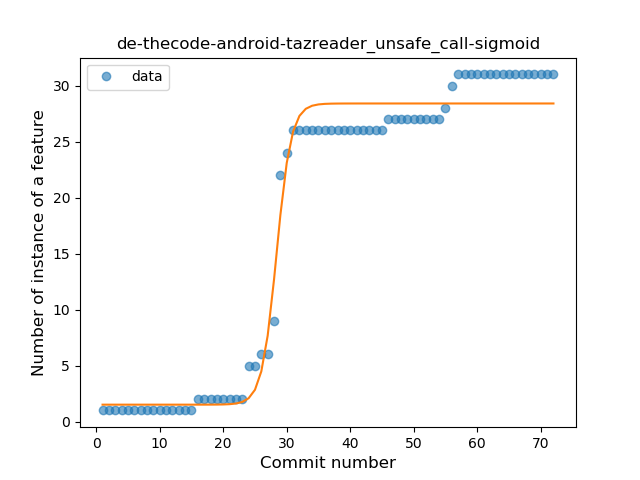 de-thecode-android-tazreader_unsafe_call-sigmoid
data
Number of instance of a feature
30
25
20
15
10
5
0
0 10 20 30 40 50 60 70
Commit number